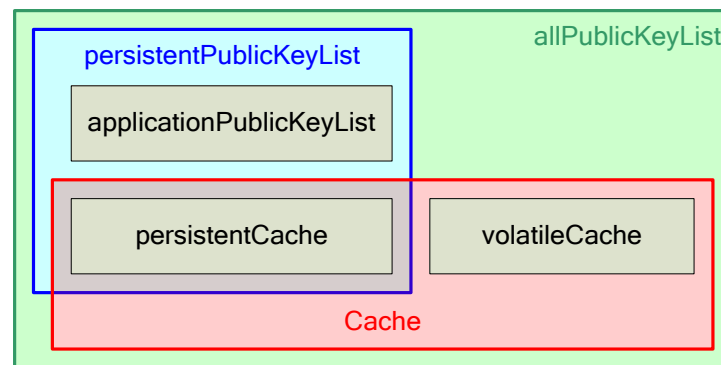 allPublicKeyList
persistentPublicKeyList
applicationPublicKeyList
persistentCache
volatileCache
Cache